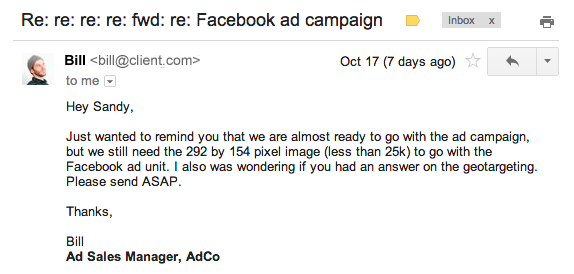 Re: re: re: re: fwd: re: Facebook ad campaign
Inbox x
Bill <bill@client.com>
Oct 17 (7 days ago)
to me
Hey Sandy,
Just wanted to remind you that we are almost ready to go with the ad campaign,
but we still need the 292 by 154 pixel image (less than 25k) to go with the
Facebook ad unit. I also was wondering if you had an answer on the geotargeting.
Please send ASAP.
Thanks,
Bill
Ad Sales Manager, AdCo